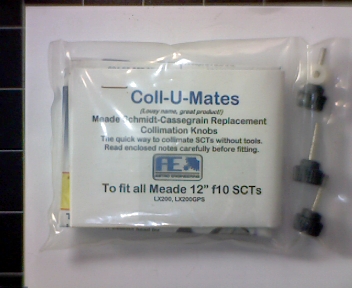 Coll-U-Mates
(Lousy name, great product!)
Meade Schmidt-Cassegrain Replacement
Collimation Knobs
The quick way to collimate SCTs without tools.
Read enclosed notes carefully before fitting.
FE
To fit all Meade 12" f10 SCTs
LX200, LX200GPS